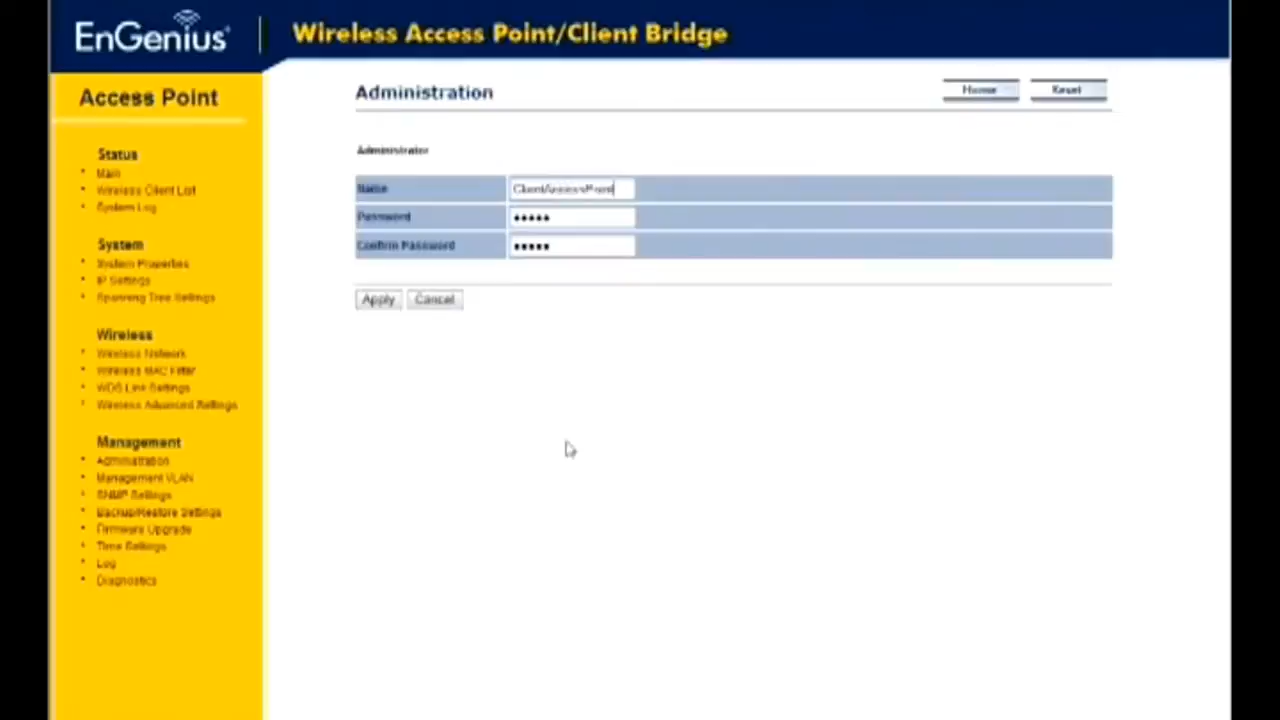 EnGenius®
Wireless Access Point/Client Bridge
Access Point
Administration
Home
Reset
Status
Main
Wireless Client List
System Log
System
System Properties
IP Settings
Spanning Tree Settings
Wireless
Wireless Network
Wireless MAC Filter
WDS Link Settings
Wireless Advanced Settings
Management
Administration
Management VLAN
SNMP Settings
Backup/Restore Settings
Firmware Upgrade
Time Settings
Log
Diagnostics
Administrator
Name
ClientAccessPoint
Password
•••••
Confirm Password
•••••
Apply
Cancel